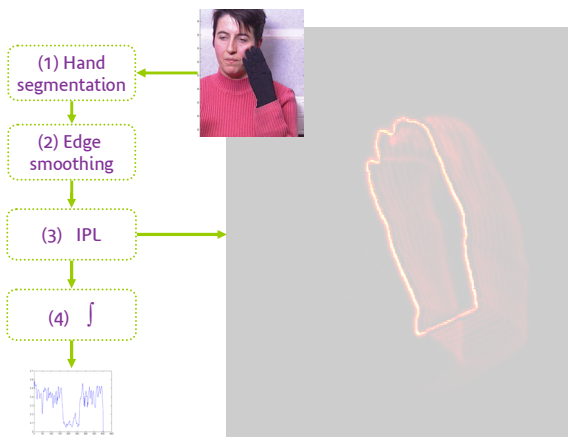 (1) Hand
segmentation
(2) Edge
smoothing
(3) IPL
(4) ∫